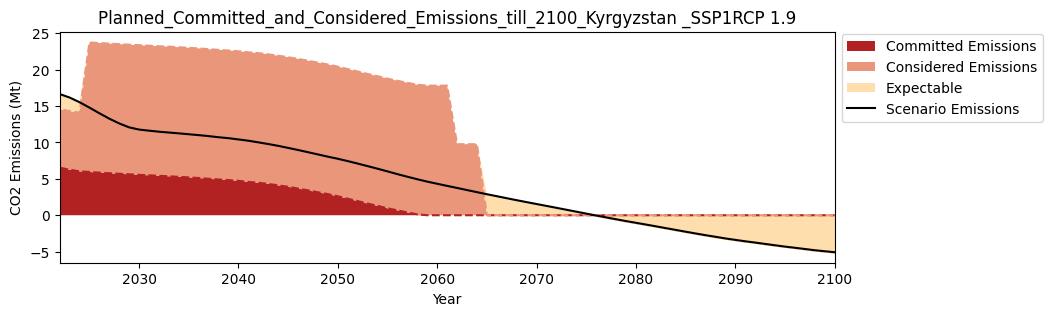 Planned_Committed_and_Considered_Emissions_till_2100_Kyrgyzstan _SSP1RCP 1.9
25
20
15
10
5
0
−5
CO2 Emissions (Mt)
2030 2040 2050 2060 2070 2080 2090 2100
Year
Committed Emissions
Considered Emissions
Expectable
Scenario Emissions